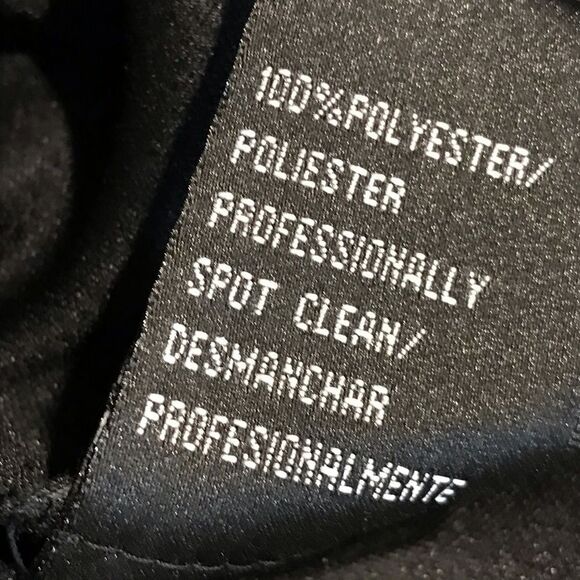 100%POLYESTER/
POLIESTER
PROFESSIONALLY
SPOT CLEAN/
DESMANCHAR
PROFESIONALMENTE